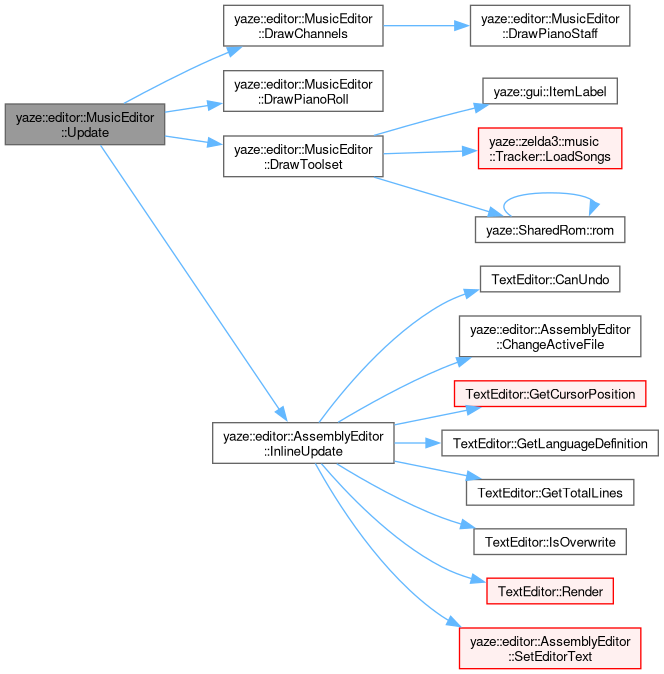 yaze::editor::MusicEditor
::Update
yaze::editor::MusicEditor
::DrawChannels
yaze::editor::MusicEditor
::DrawPianoStaff
yaze::editor::MusicEditor
::DrawPianoRoll
yaze::editor::MusicEditor
::DrawToolset
yaze::gui::ItemLabel
yaze::zelda3::music
::Tracker::LoadSongs
yaze::SharedRom::rom
yaze::editor::AssemblyEditor
::InlineUpdate
TextEditor::CanUndo
yaze::editor::AssemblyEditor
::ChangeActiveFile
TextEditor::GetCursorPosition
TextEditor::GetLanguageDefinition
TextEditor::GetTotalLines
TextEditor::IsOverwrite
TextEditor::Render
yaze::editor::AssemblyEditor
::SetEditorText